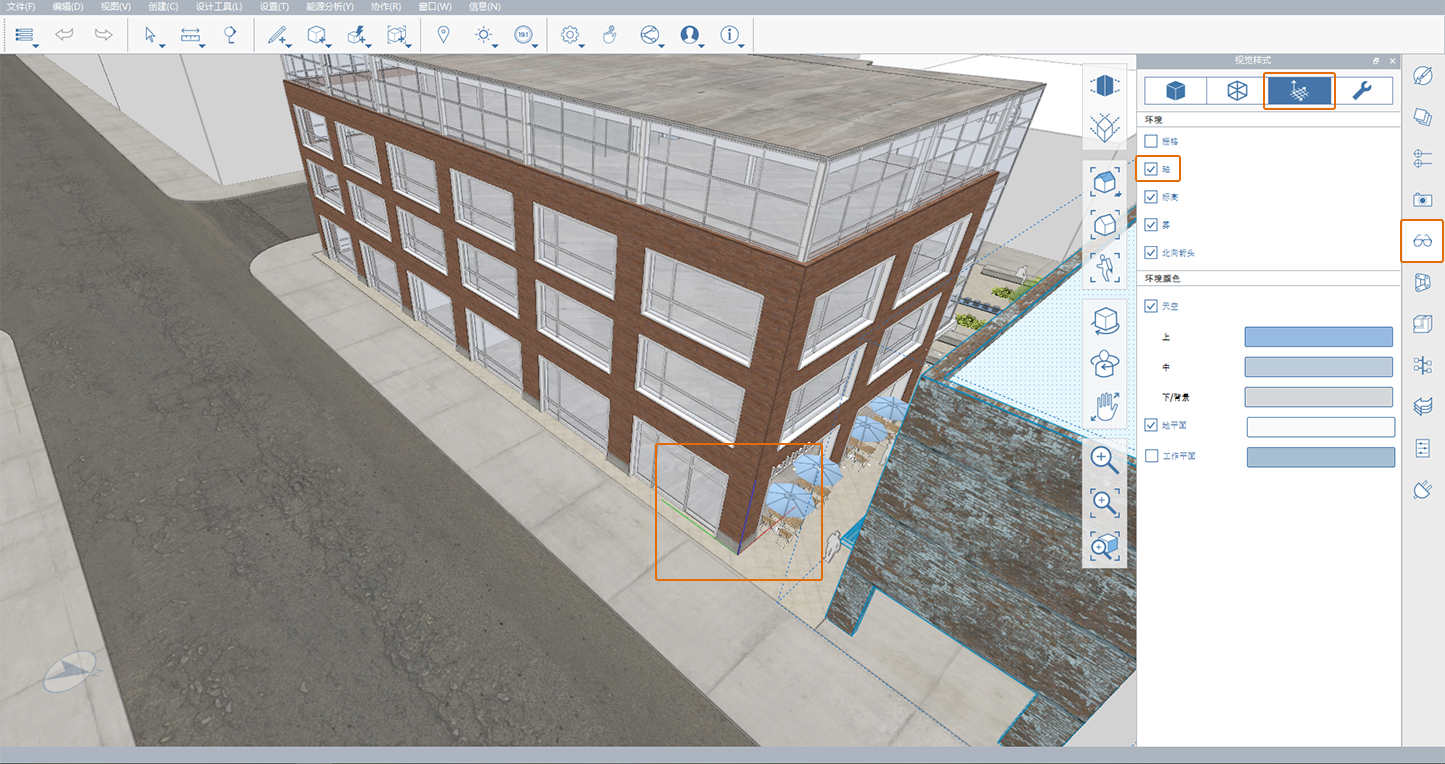 文件(F) 编辑(D) 视图(V) 创建(C) 设计工具(L) 设置(T) 能源分析(Y) 协作(R) 窗口(W) 信息(N)
19.1
视觉样式
环境
栅格
轴
标高
雾
北向箭头
环境颜色
天空
上
中
下/背景
地平面
工作平面